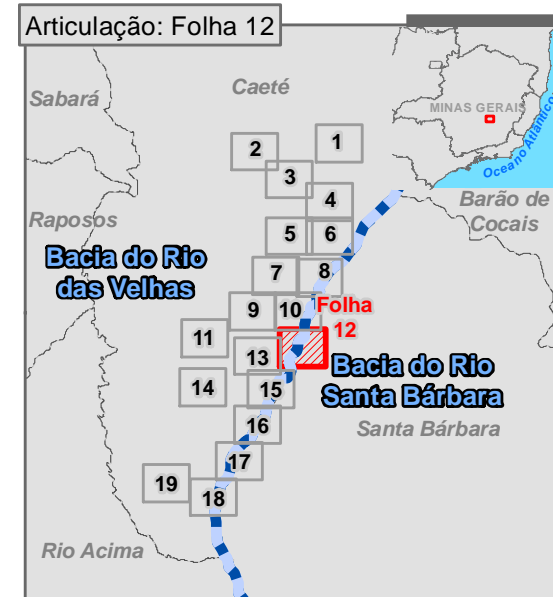 Articulação: Folha 12
Sabará
Caeté
MINAS GERAIS
Oceano Atlântico
1
2
3
4
Barão de
Cocais
Raposos
5
6
Bacia do Rio
das Velhas
7
8
9
10
Folha
12
11
13
Bacia do Rio
Santa Bárbara
14
15
Santa Bárbara
16
17
19
18
Rio Acima